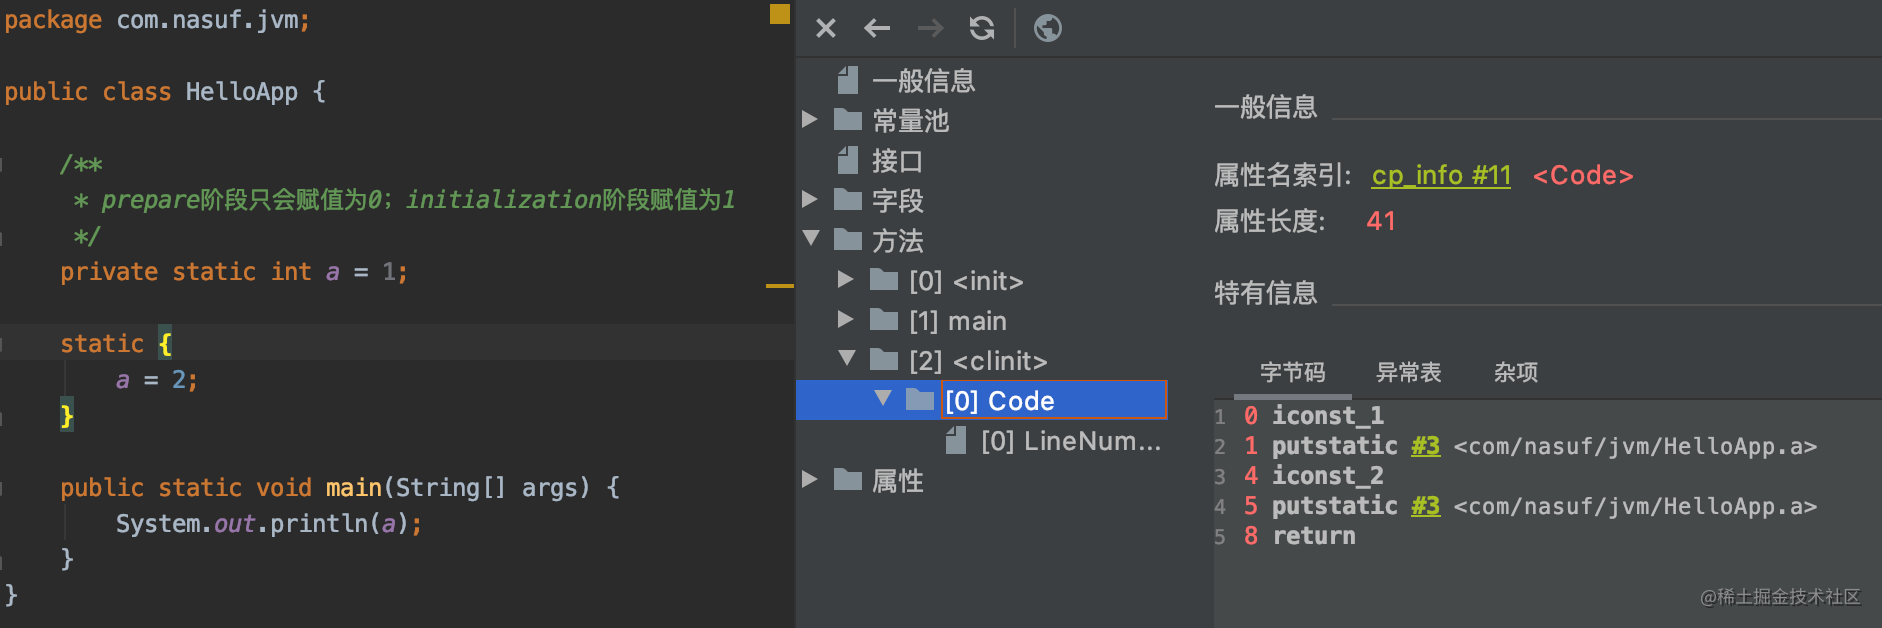 package com.nasuf.jvm;
public class HelloApp {
/**
* prepare阶段只会赋值为0；initialization阶段赋值为1
*/
private static int a = 1;
static {
a = 2;
}
public static void main(String[] args) {
System.out.println(a);
}
}
一般信息
常量池
接口
字段
方法
[0] <init>
[1] main
[2] <clinit>
[0] Code
[0] LineNum...
属性
一般信息
属性名索引: cp_info #11 <Code>
属性长度: 41
特有信息
字节码 异常表 杂项
1 0 iconst_1
2 1 putstatic #3 <com/nasuf/jvm/HelloApp.a>
3 4 iconst_2
4 5 putstatic #3 <com/nasuf/jvm/HelloApp.a>
5 8 return
@稀土掘金技术社区